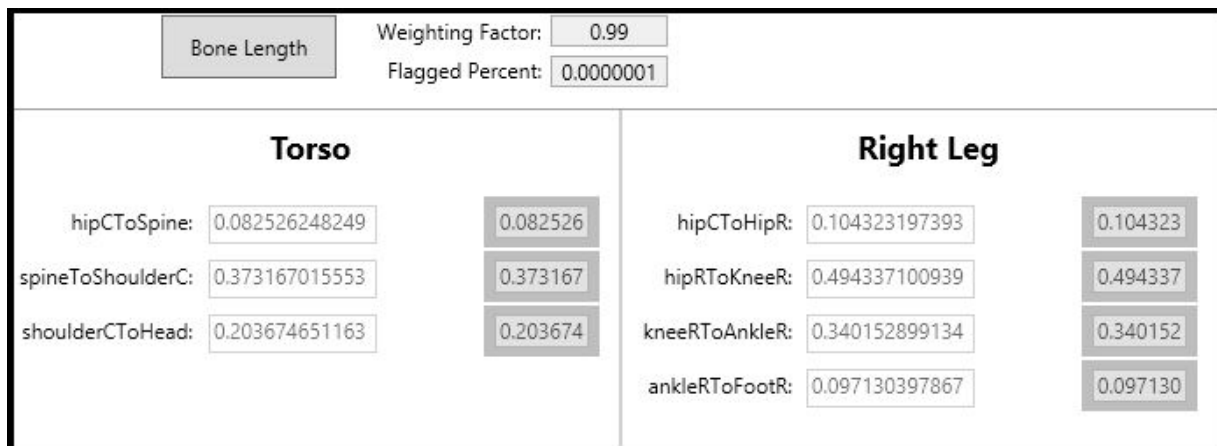 Bone Length
Weighting Factor: 0.99
Flagged Percent: 0.0000001
Torso
hipCToSpine: 0.082526248249 0.082526
spineToShoulderC: 0.373167015553 0.373167
shoulderCToHead: 0.203674651163 0.203674
Right Leg
hipCToHipR: 0.104323197393 0.104323
hipRToKneeR: 0.494337100939 0.494337
kneeRToAnkleR: 0.340152899134 0.340152
ankleRToFootR: 0.097130397867 0.097130